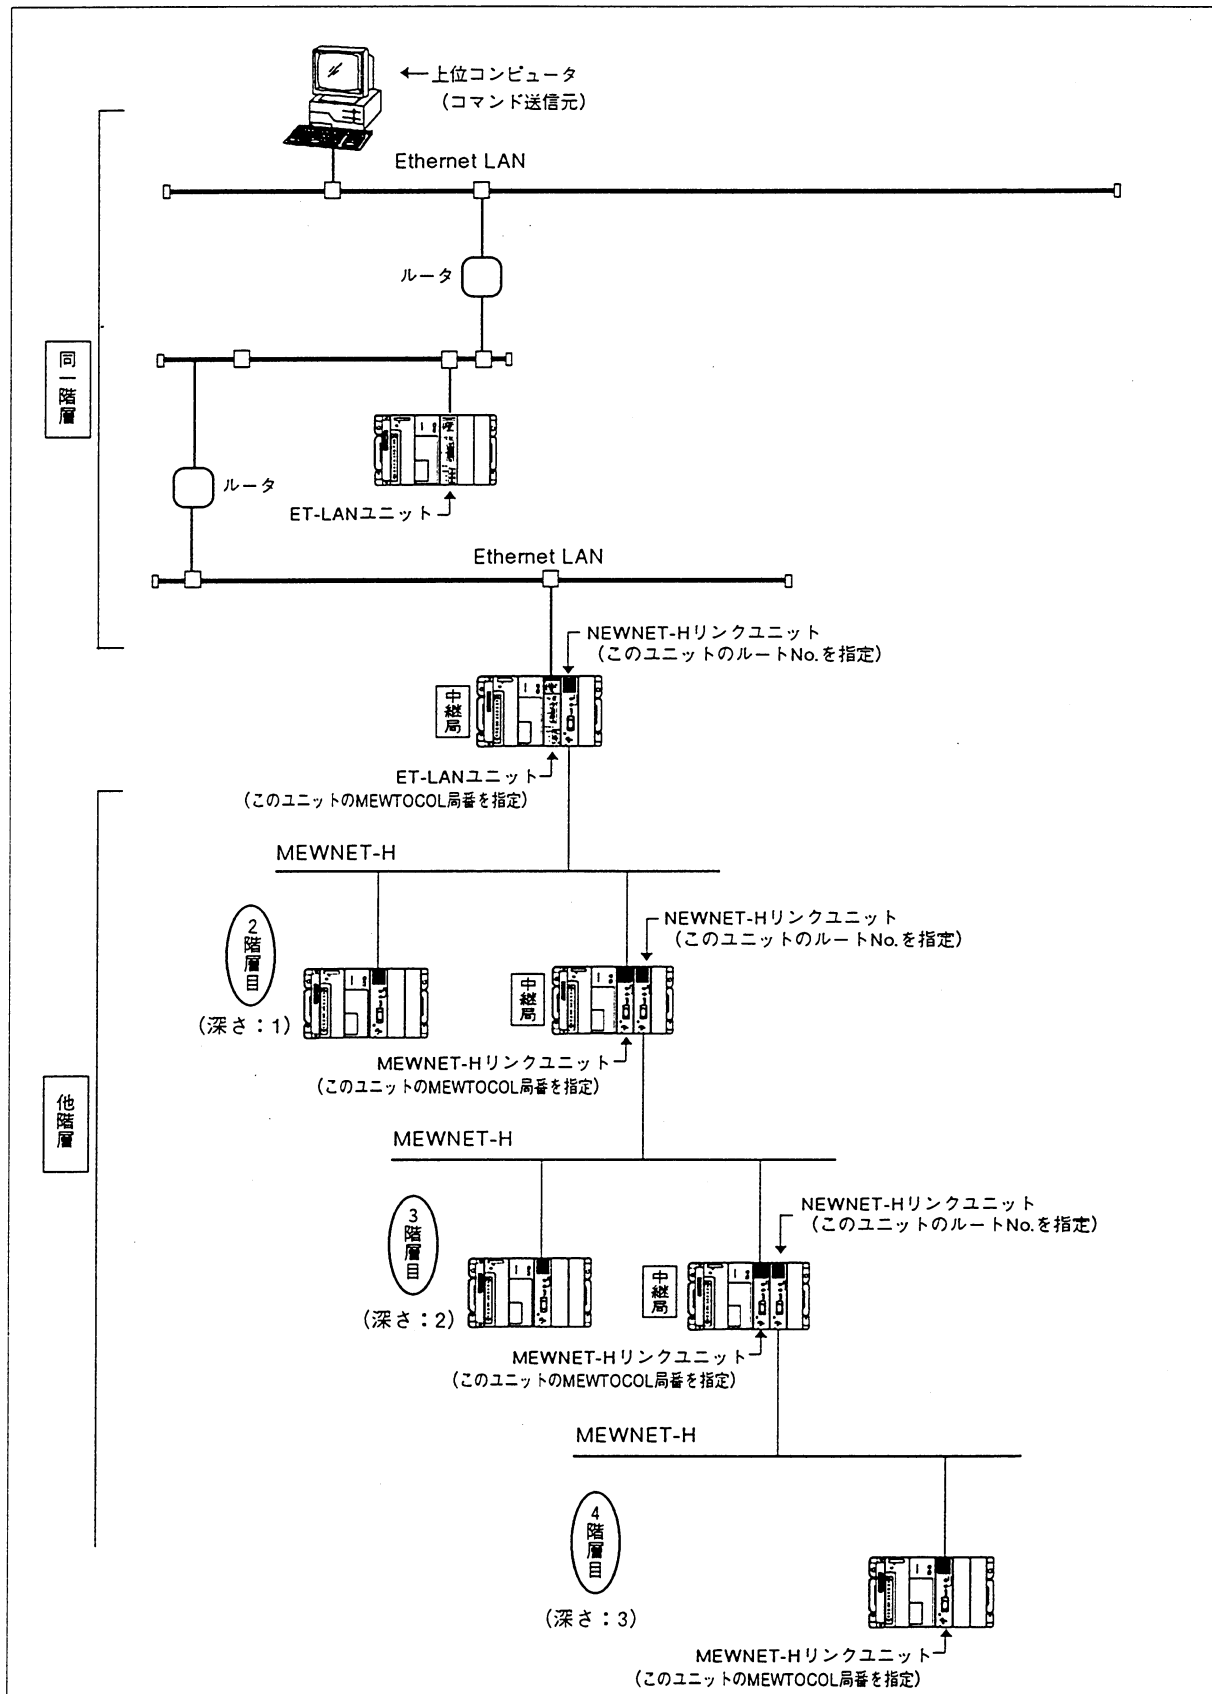 上位コンピュータ
(コマンド送信元)
Ethernet LAN
ルータ
同一階層
ルータ
ET-LANユニット
Ethernet LAN
NEWNET-Hリンクユニット
(このユニットのルートNo.を指定)
中継局
ET-LANユニット
(このユニットのMEWTOCOL局番を指定)
MEWNET-H
2階層目
NEWNET-Hリンクユニット
(このユニットのルートNo.を指定)
中継局
(深さ:1)
MEWNET-Hリンクユニット
(このユニットのMEWTOCOL局番を指定)
他階層
MEWNET-H
3階層目
NEWNET-Hリンクユニット
(このユニットのルートNo.を指定)
中継局
(深さ:2)
MEWNET-Hリンクユニット
(このユニットのMEWTOCOL局番を指定)
MEWNET-H
4階層目
(深さ:3)
MEWNET-Hリンクユニット
(このユニットのMEWTOCOL局番を指定)